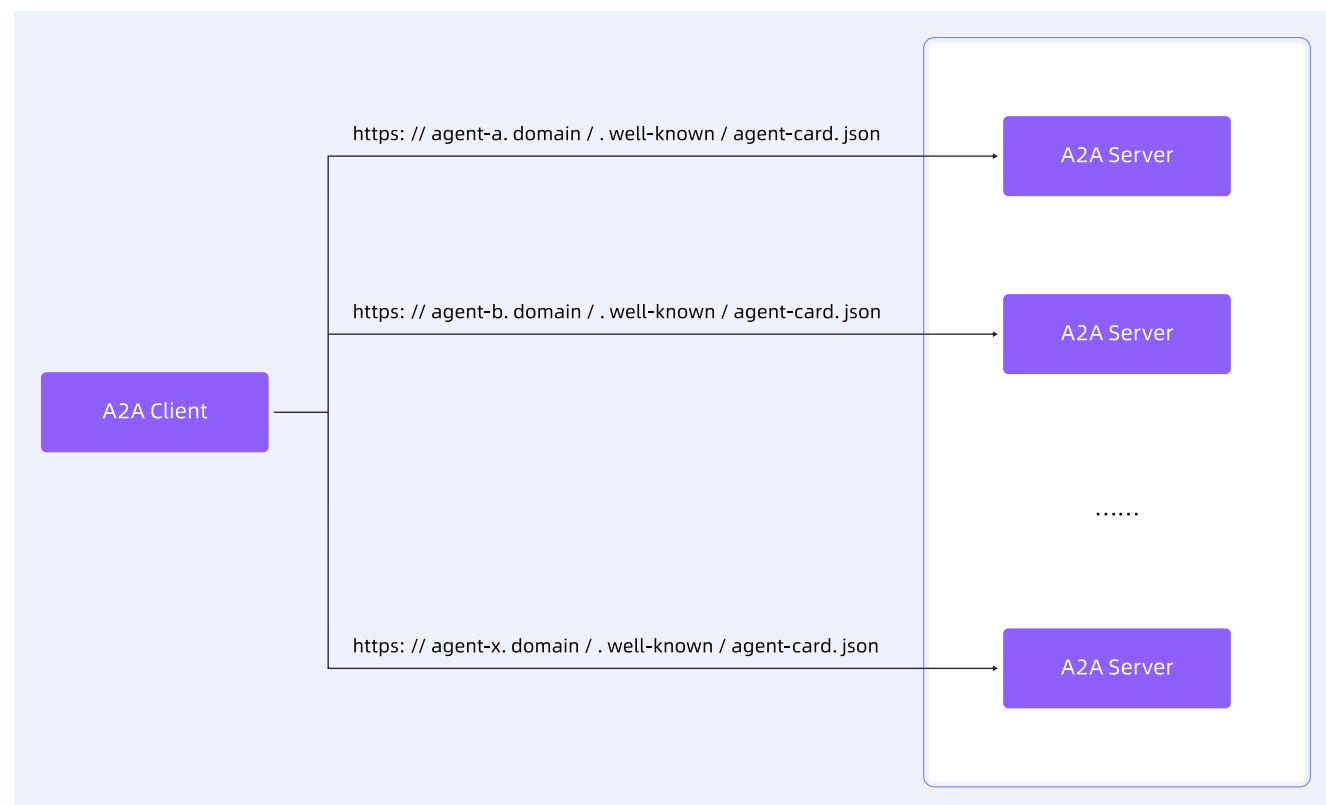 https: // agent-a. domain / . well-known / agent-card. json
A2A Server
https: // agent-b. domain / . well-known / agent-card. json
A2A Server
A2A Client
......
https: // agent-x. domain / . well-known / agent-card. json
A2A Server